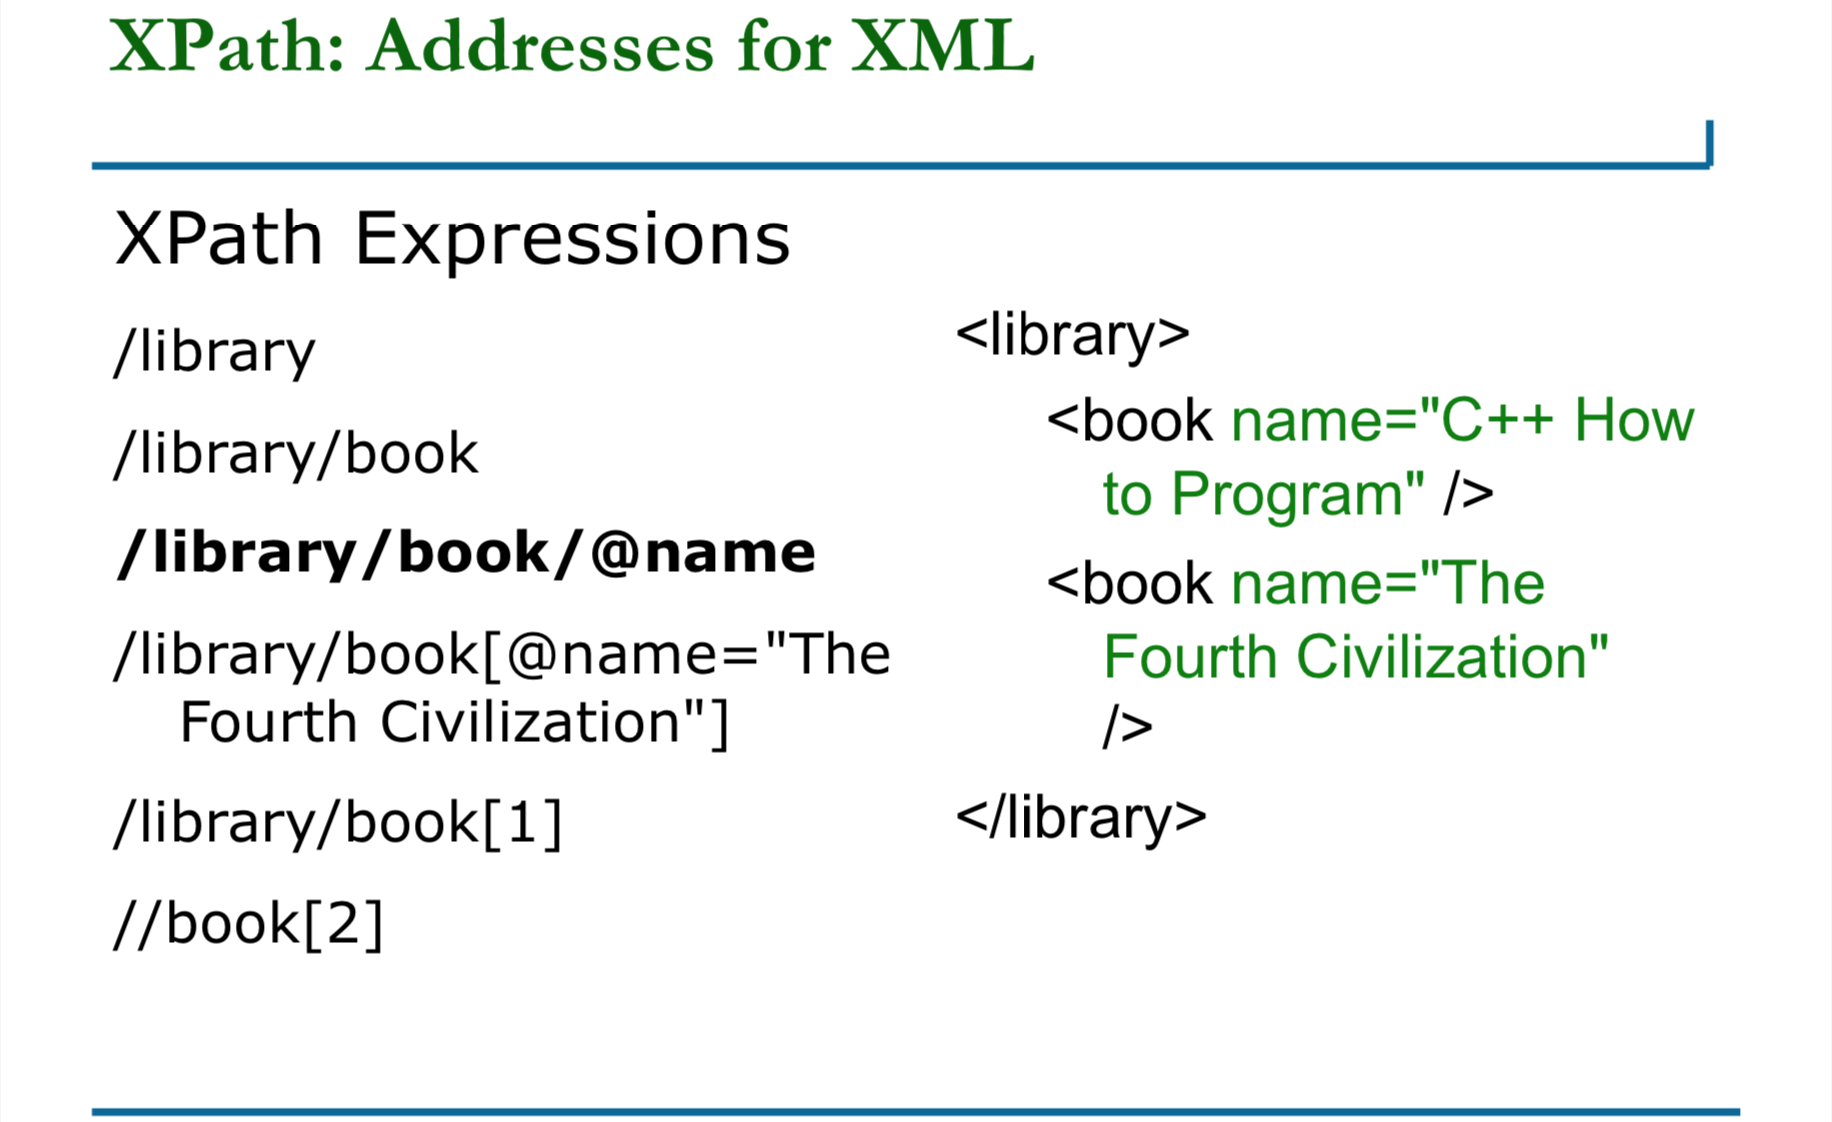 XPath: Addresses for XML
XPath Expressions
/library
/library/book
/library/book/@name
/library/book[@name="The
Fourth Civilization"]
/library/book[1]
//book[2]
<library>
<book name="C++ How
to Program" />
<book name="The
Fourth Civilization"
/>
</library>